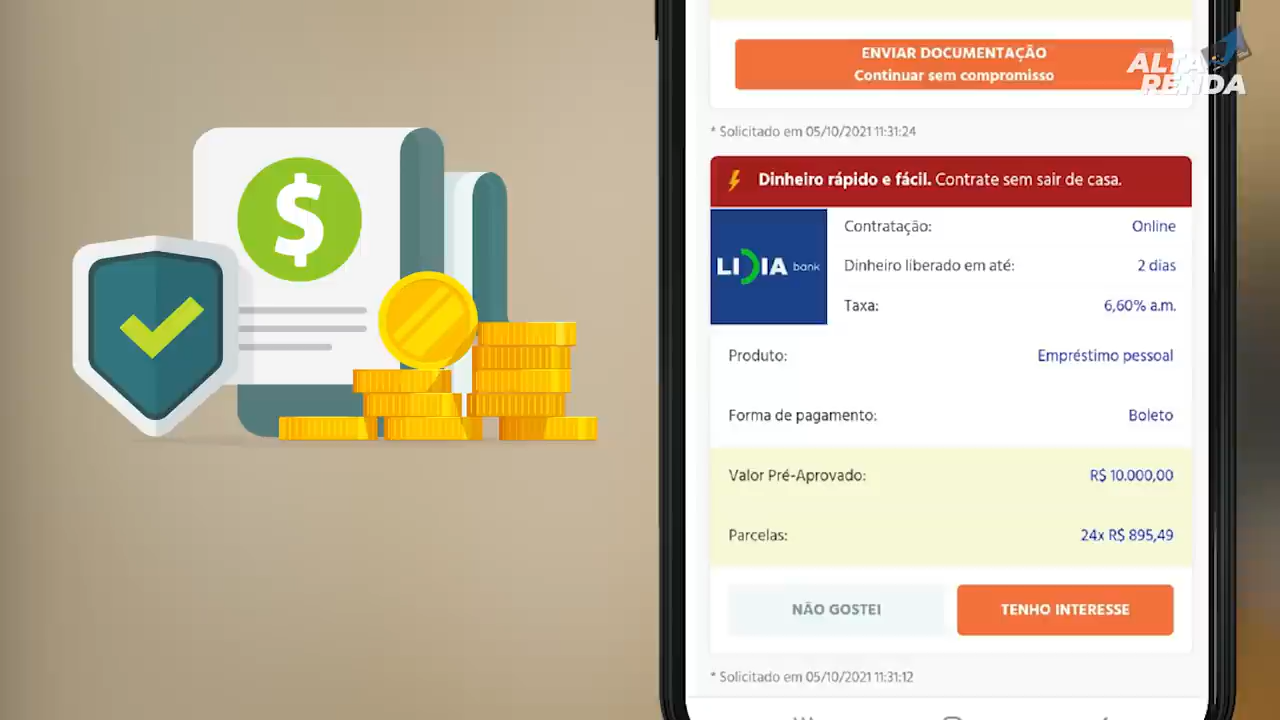 ENVIAR DOCUMENTAÇÃO
Continuar sem compromisso
ALTA
RENDA
* Solicitado em 05/10/2021 11:31:24
Dinheiro rápido e fácil. Contrate sem sair de casa.
LIDIA bank
Contratação: Online
Dinheiro liberado em até: 2 dias
Taxa: 6,60% a.m.
Produto: Empréstimo pessoal
Forma de pagamento: Boleto
Valor Pré-Aprovado: R$ 10.000,00
Parcelas: 24x R$ 895,49
NÃO GOSTEI
TENHO INTERESSE
* Solicitado em 05/10/2021 11:31:12
$